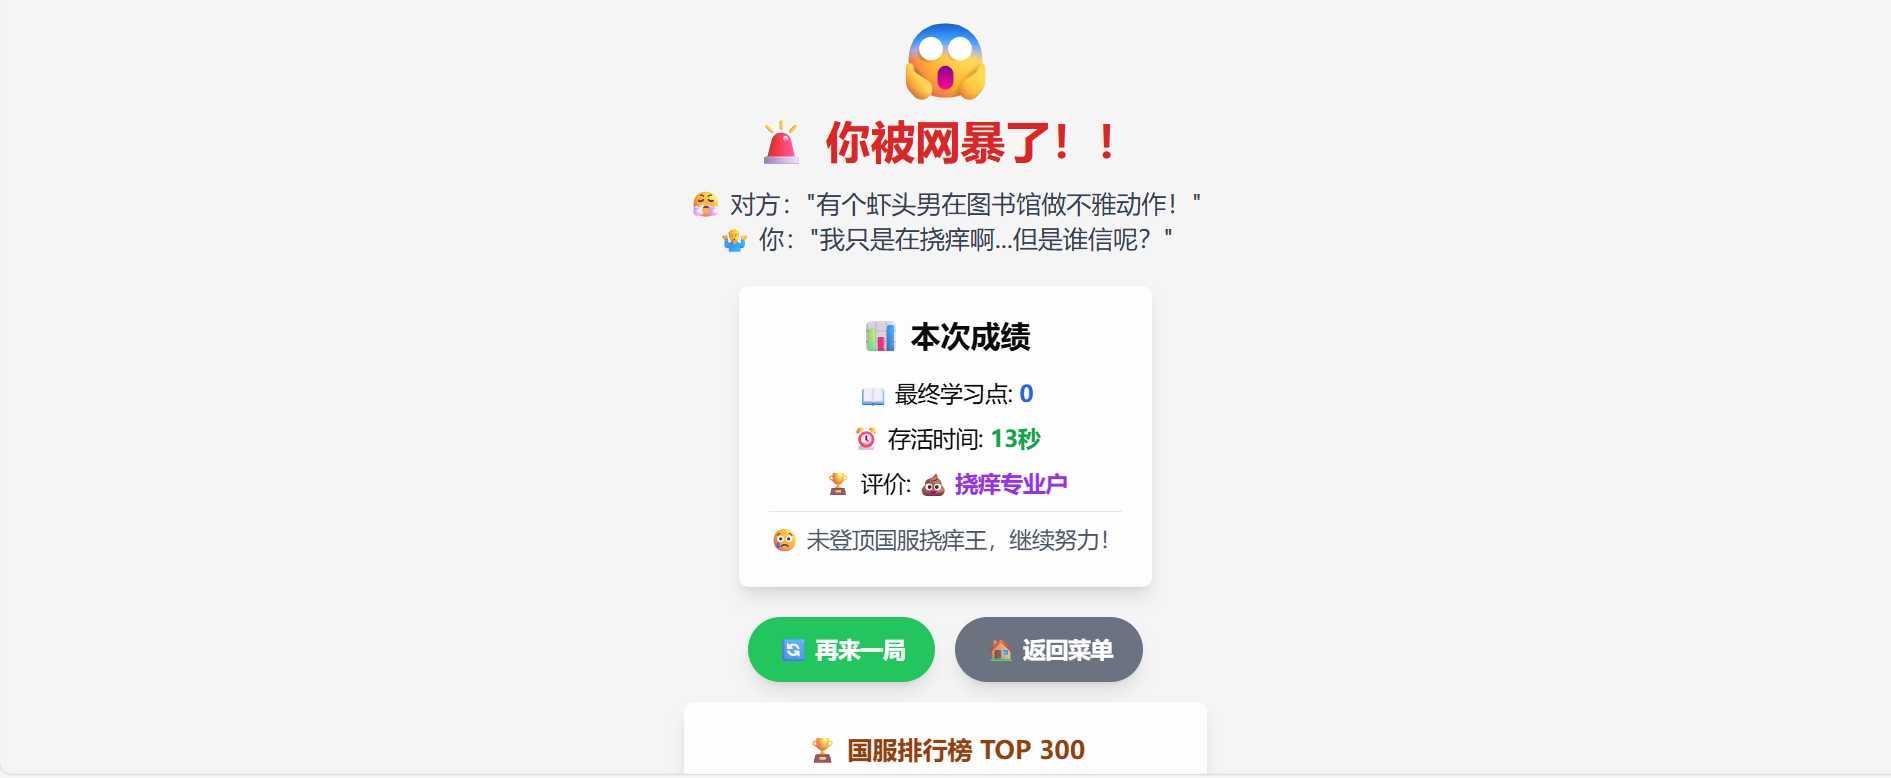 你被网暴了！！
对方："有个虾头男在图书馆做不雅动作！"
你："我只是在挠痒啊...但是谁信呢？"
本次成绩
最终学习点: 0
存活时间: 13秒
评价: 挠痒专业户
未登顶国服挠痒王，继续努力！
再来一局
返回菜单
国服排行榜 TOP 300